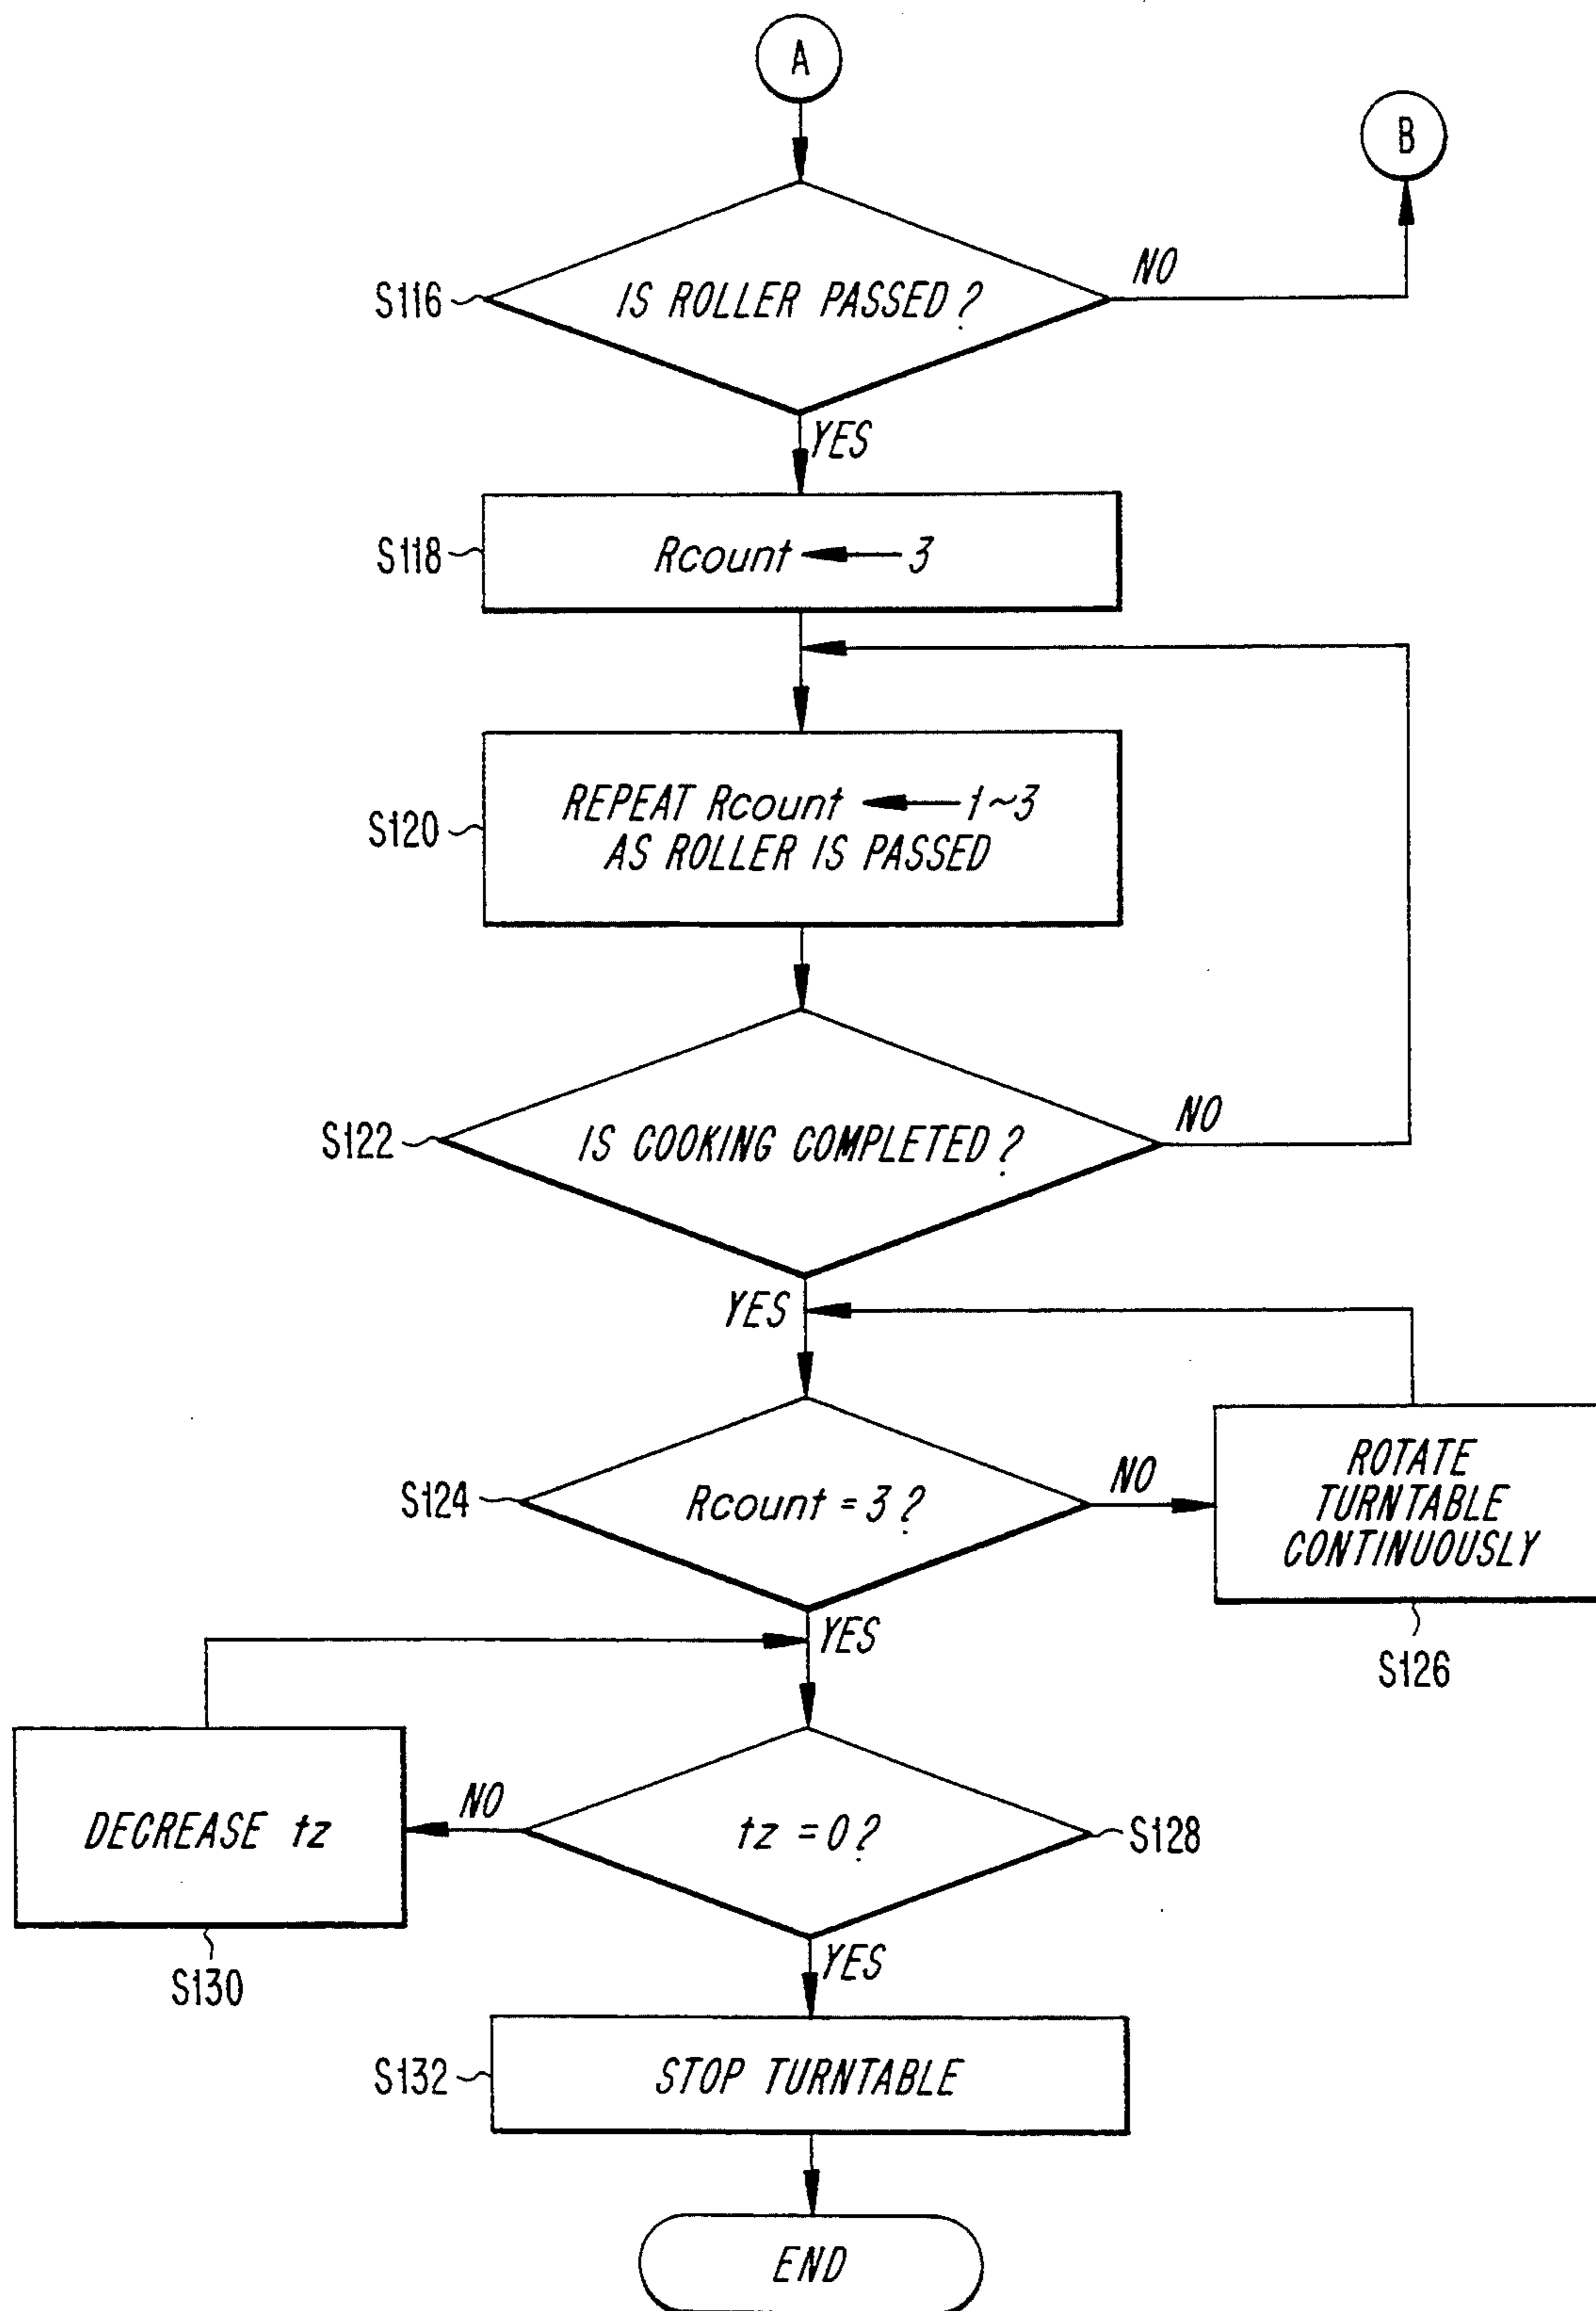 A
B
S116
IS ROLLER PASSED?
NO
YES
S118
Rcount ← 3
S120
REPEAT Rcount ← 1~3
AS ROLLER IS PASSED
S122
IS COOKING COMPLETED?
NO
YES
S124
Rcount = 3?
NO
ROTATE
TURNTABLE
CONTINUOUSLY
S126
YES
DECREASE tz
NO
tz = 0?
S128
S130
YES
S132
STOP TURNTABLE
END